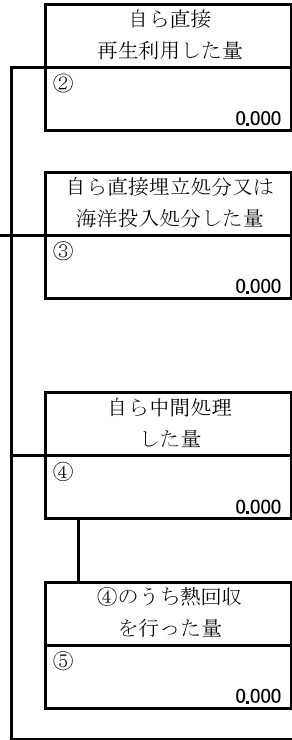 自ら直接
再生利用した量
②
0.000
自ら直接埋立処分又は
海洋投入処分した量
③
0.000
自ら中間処理
した量
④
0.000
④のうち熱回収
を行った量
⑤
0.000